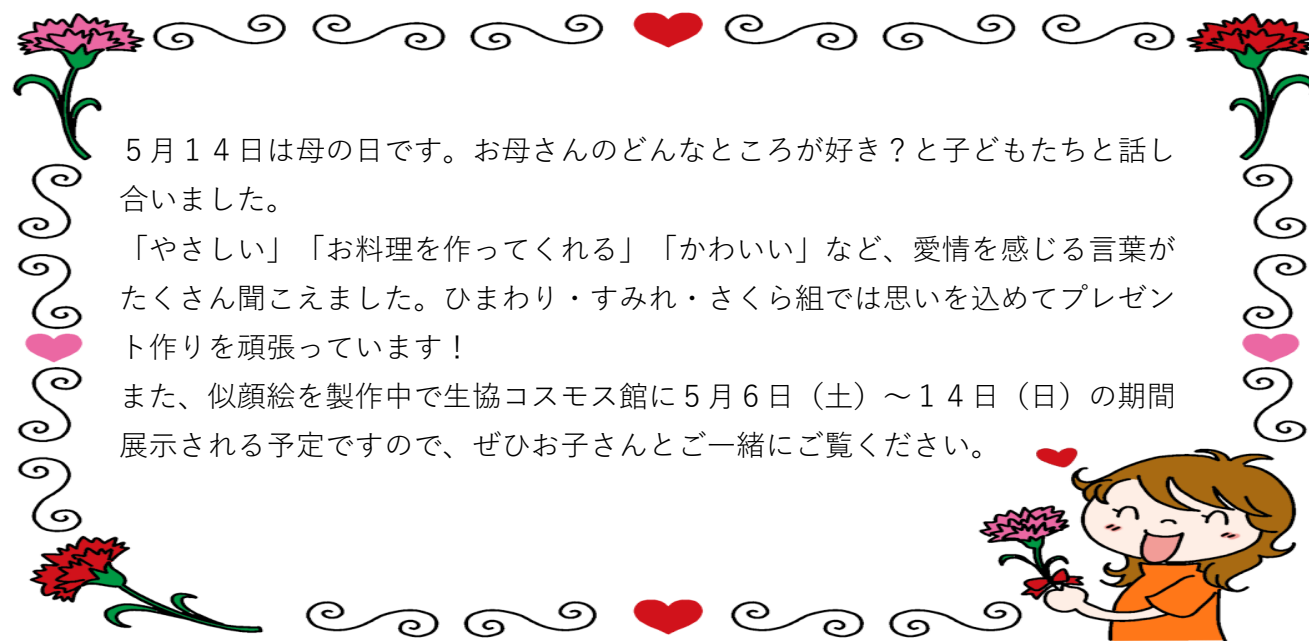 ５月１４日は母の日です。お母さんのどんなところが好き？と子どもたちと話し
合いました。
「やさしい」「お料理を作ってくれる」「かわいい」など、愛情を感じる言葉が
たくさん聞こえました。ひまわり・すみれ・さくら組では思いを込めてプレゼン
ト作りを頑張っています！
また、似顔絵を製作中で生協コスモス館に５月６日（土）～１４日（日）の期間
展示される予定ですので、ぜひお子さんとご一緒にご覧ください。